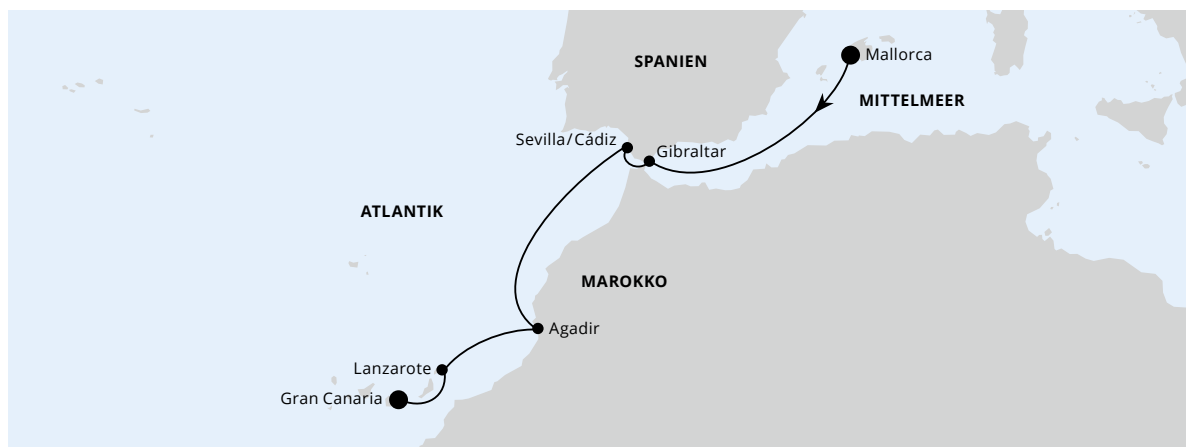 SPANIEN
Mallorca
MITTELMEER
Sevilla/Cádiz
Gibraltar
ATLANTIK
MAROKKO
Agadir
Lanzarote
Gran Canaria